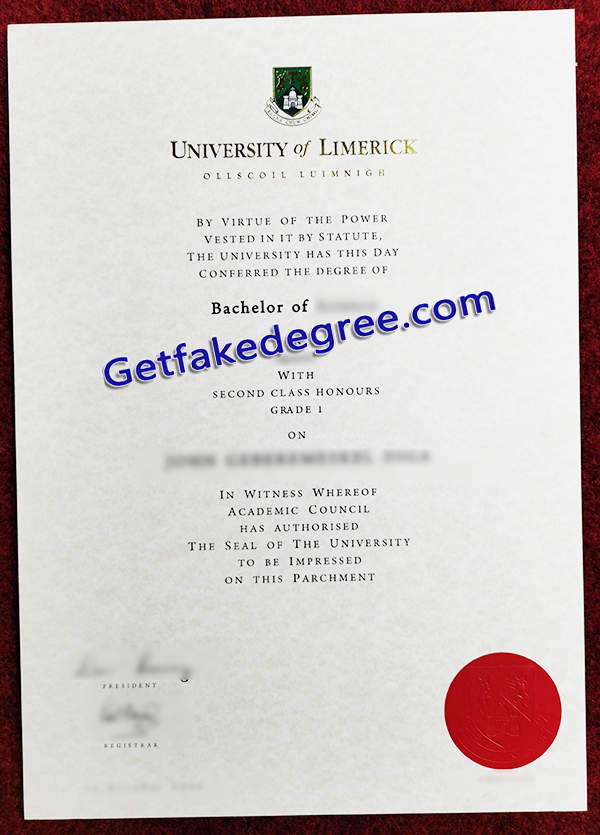 UNIVERSITY of LIMERICK
OLLSCOIL LUIMNIGH
BY VIRTUE OF THE POWER
VESTED IN IT BY STATUTE,
THE UNIVERSITY HAS THIS DAY
CONFERRED THE DEGREE OF
Bachelor of
Getfakedegree.com
WITH
SECOND CLASS HONOURS
GRADE 1
ON
IN WITNESS WHEREOF
ACADEMIC COUNCIL
HAS AUTHORISED
THE SEAL OF THE UNIVERSITY
TO BE IMPRESSED
ON THIS PARCHMENT
PRESIDENT
REGISTRAR